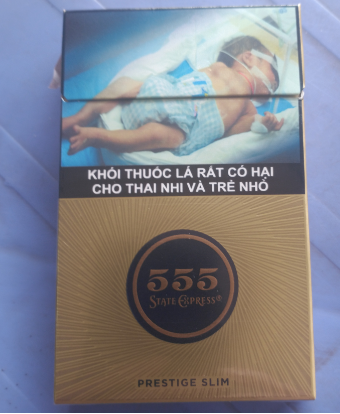 KHÓI THUỐC LÁ RẤT CÓ HẠI
CHO THAI NHI VÀ TRẺ NHỎ
555
STATE EXPRESS®
PRESTIGE SLIM